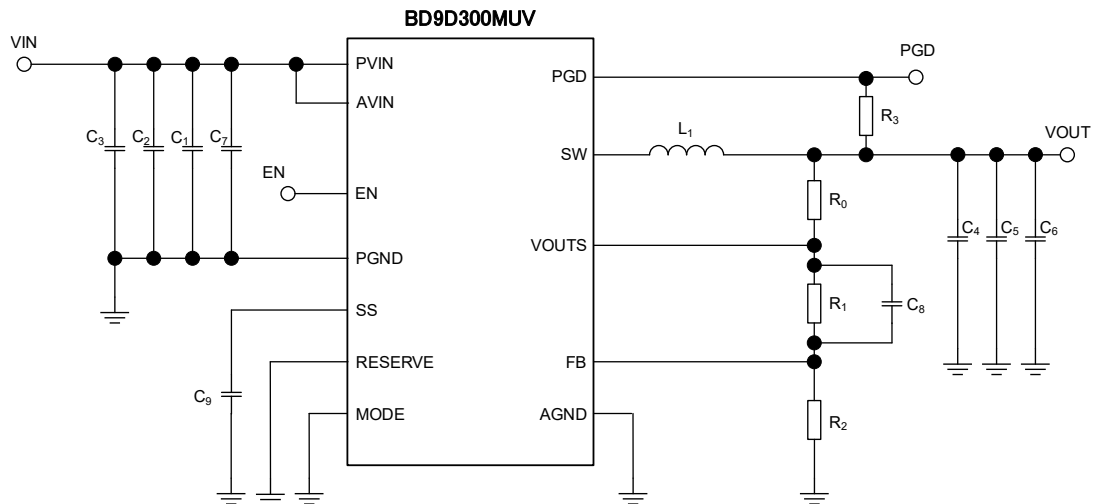 BD9D300MUV
VIN
PVIN
AVIN
C3
C2
C1
C7
EN
EN
PGND
SS
RESERVE
C9
MODE
PGD
PGD
R3
L1
SW
VOUT
R0
VOUTS
C4
C5
C6
R1
C8
FB
R2
AGND